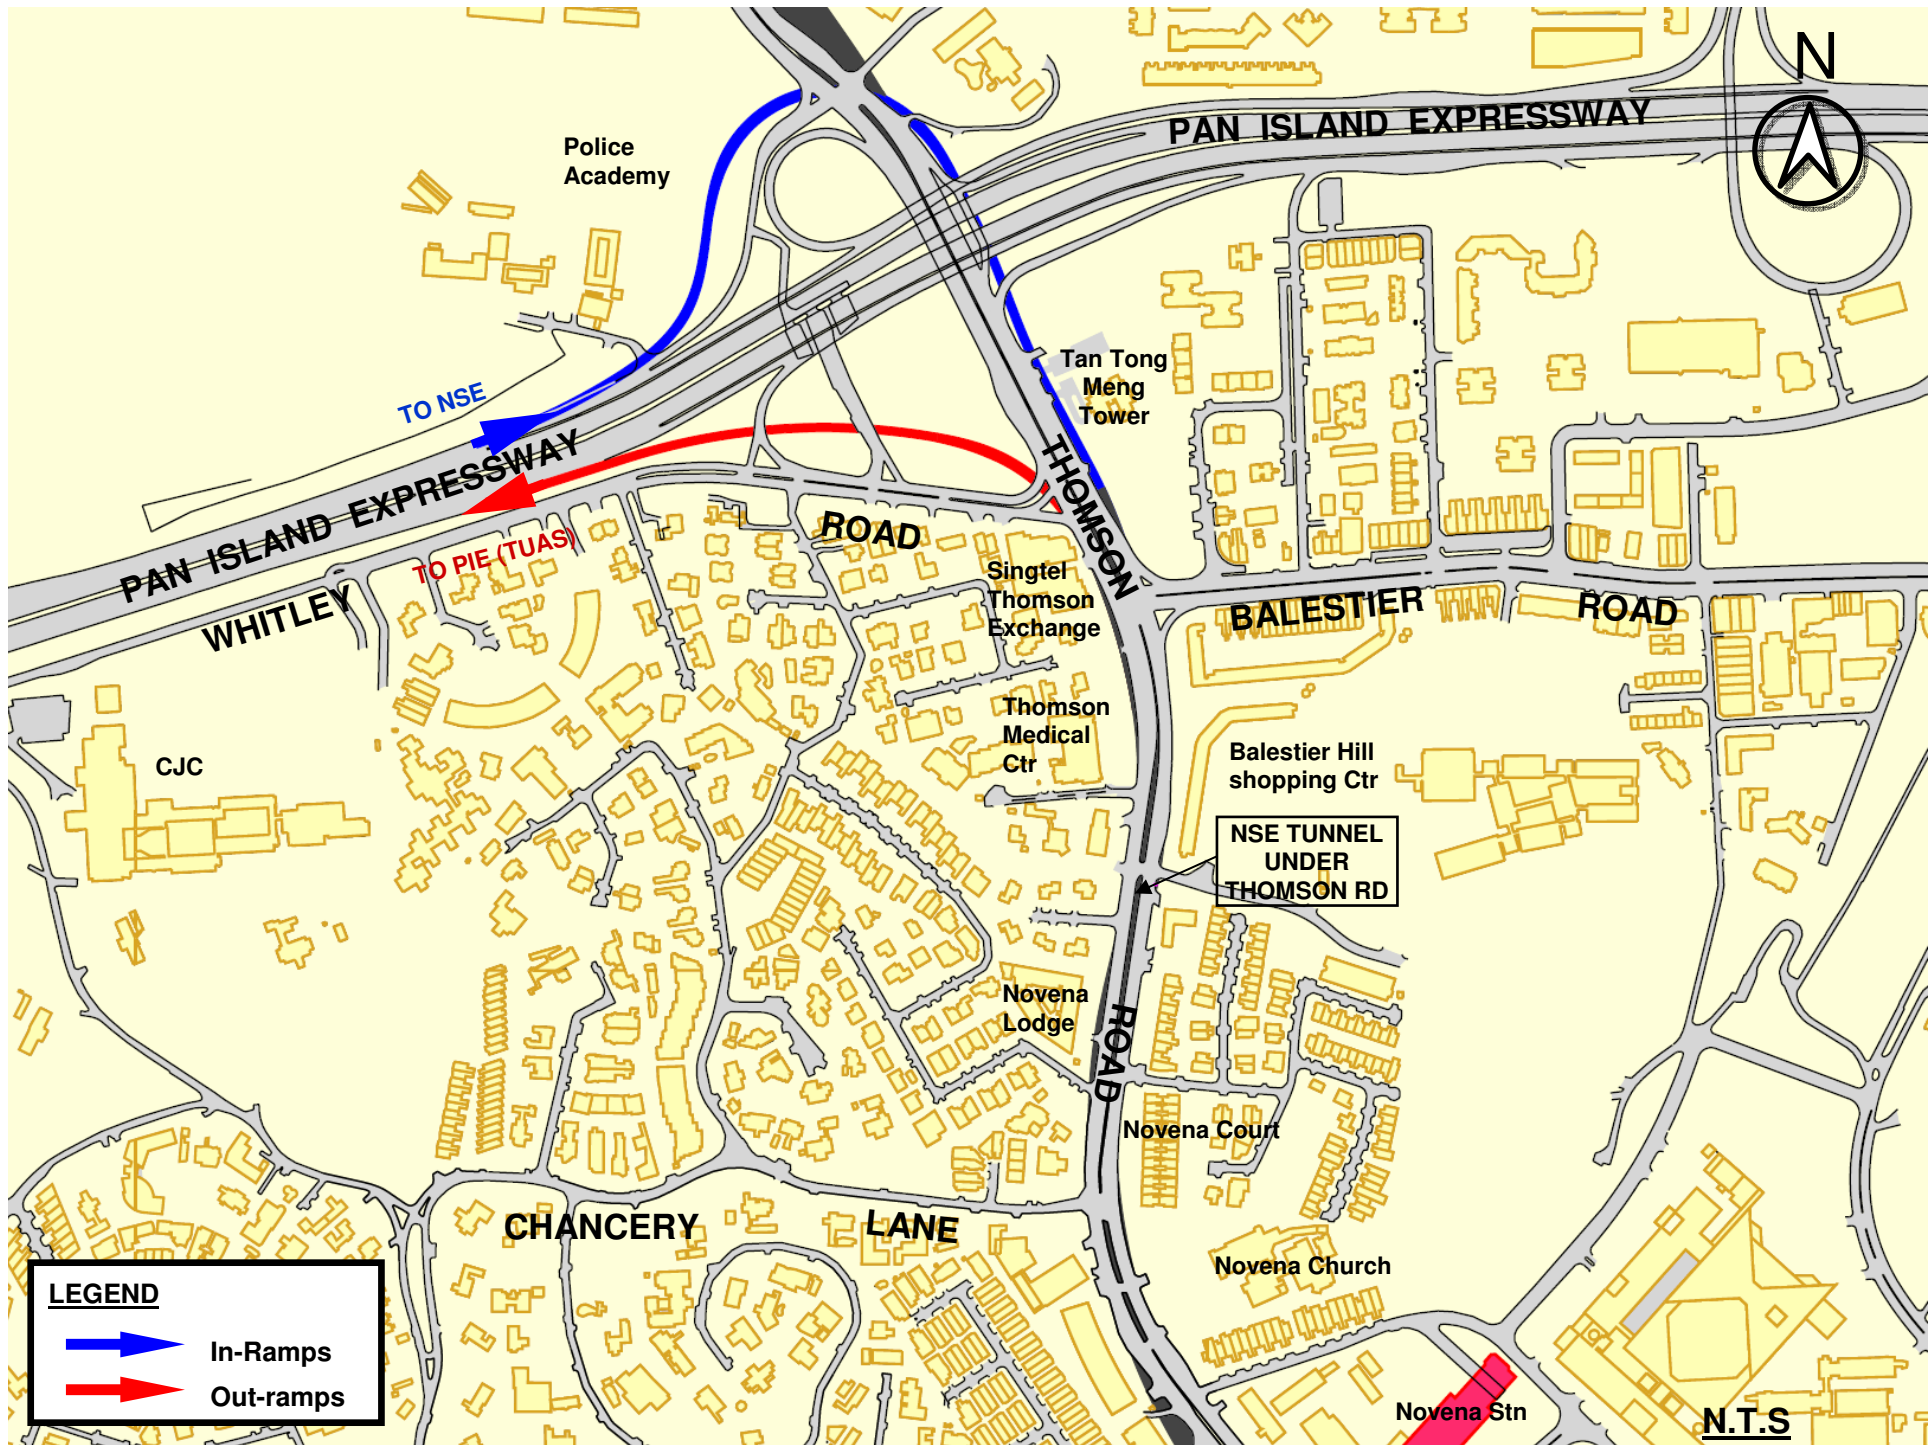 N
PAN ISLAND EXPRESSWAY
Police
Academy
Tan Tong
Meng
Tower
TO NSE
PAN ISLAND EXPRESSWAY
TO PIE (TUAS)
THOMSON
ROAD
WHITLEY
Singtel
Thomson
Exchange
BALESTIER
ROAD
Thomson
Medical
Ctr
Balestier Hill
shopping Ctr
CJC
NSE TUNNEL
UNDER
THOMSON RD
Novena
Lodge
ROAD
Novena Court
CHANCERY
LANE
Novena Church
LEGEND
In-Ramps
Out-ramps
Novena Stn
N.T.S